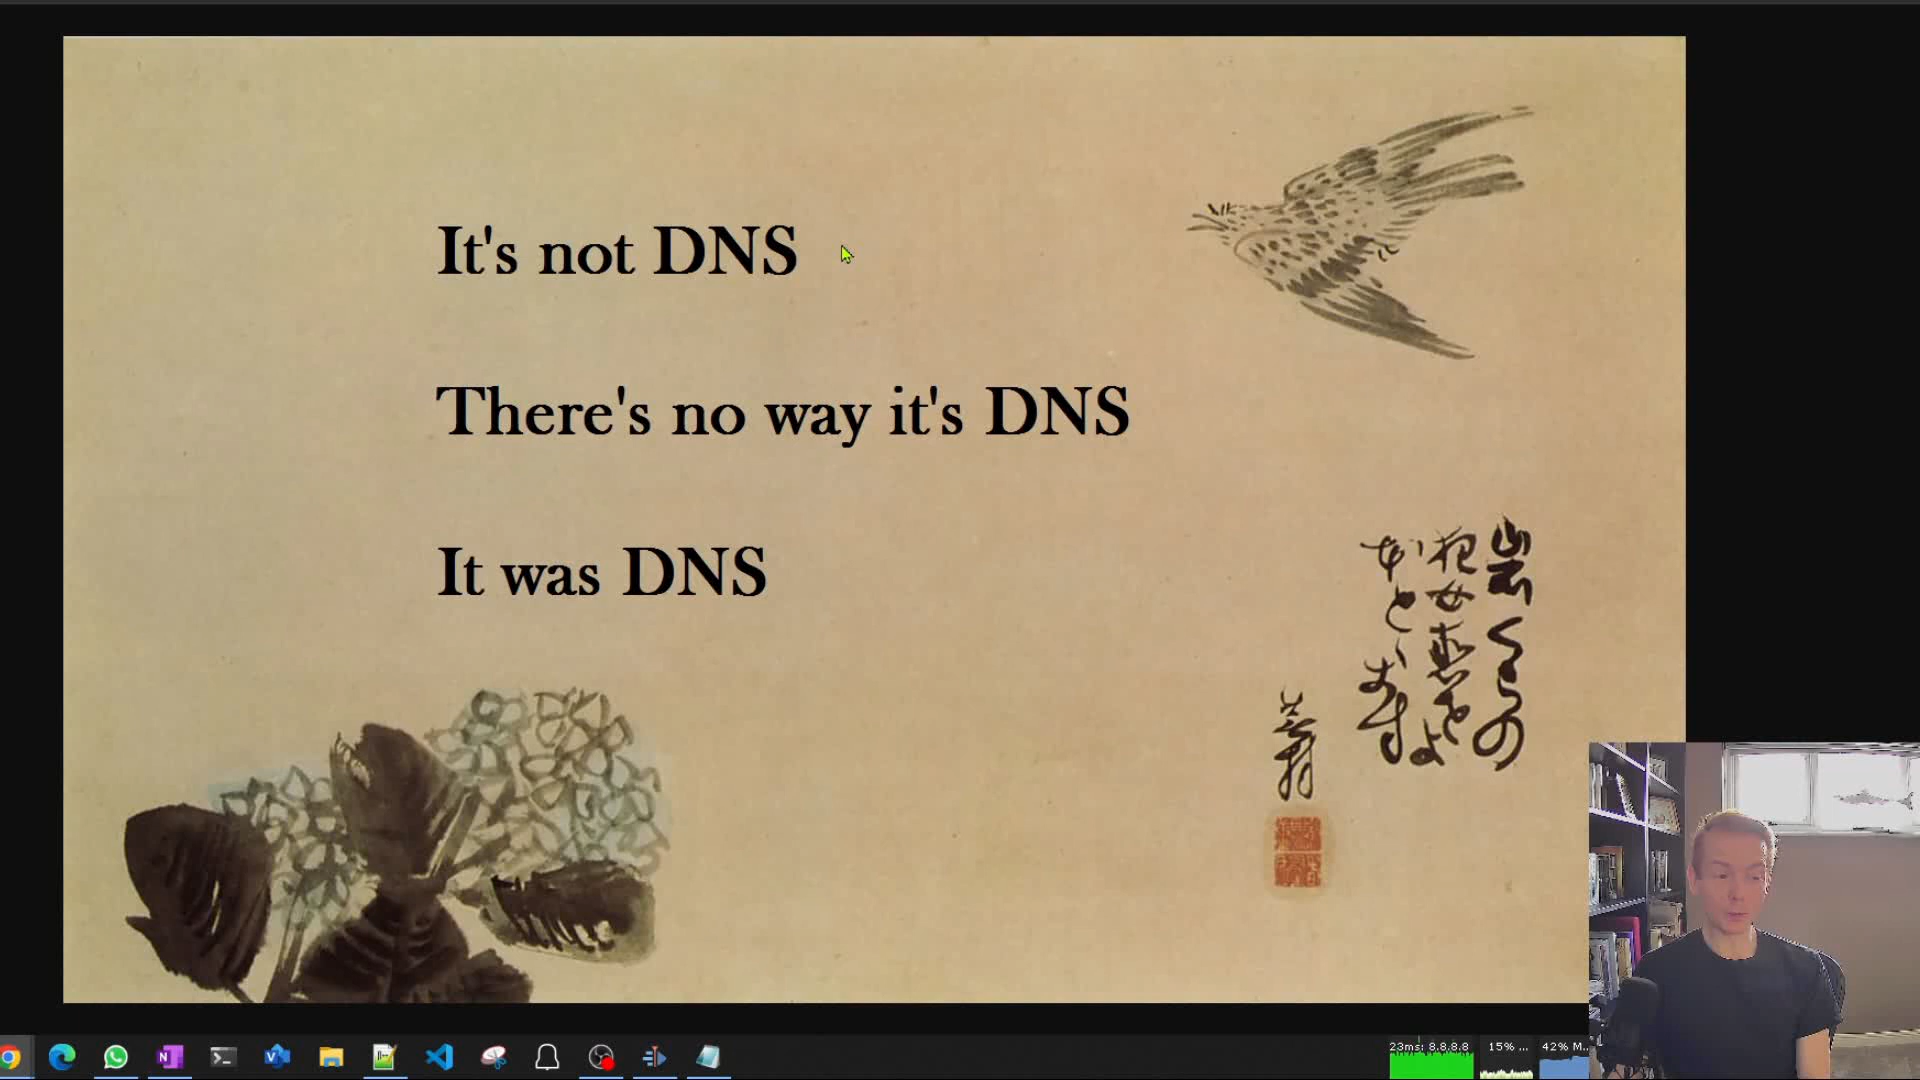 It's not DNS
There's no way it's DNS
It was DNS
23ms: 8.8.8.8
15% ...
42% M...